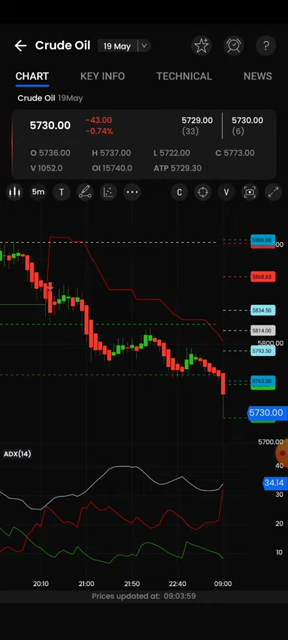 Crude Oil 19 May
CHART KEY INFO TECHNICAL NEWS
Crude Oil 19May
5730.00 -43.00 -0.74% 5729.00 (33) 5730.00 (6)
O 5736.00 H 5737.00 L 5722.00 C 5773.00
V 1052.0 OI 15740.0 ATP 5729.30
5m T C V
5868.63
5834.50
5814.00
5800.00
5793.50
5763.00
5730.00
5700.00
ADX(14)
40
34.14
30
20
10
20:10 21:00 21:50 22:40 09:00
Prices updated at: 09:03:59